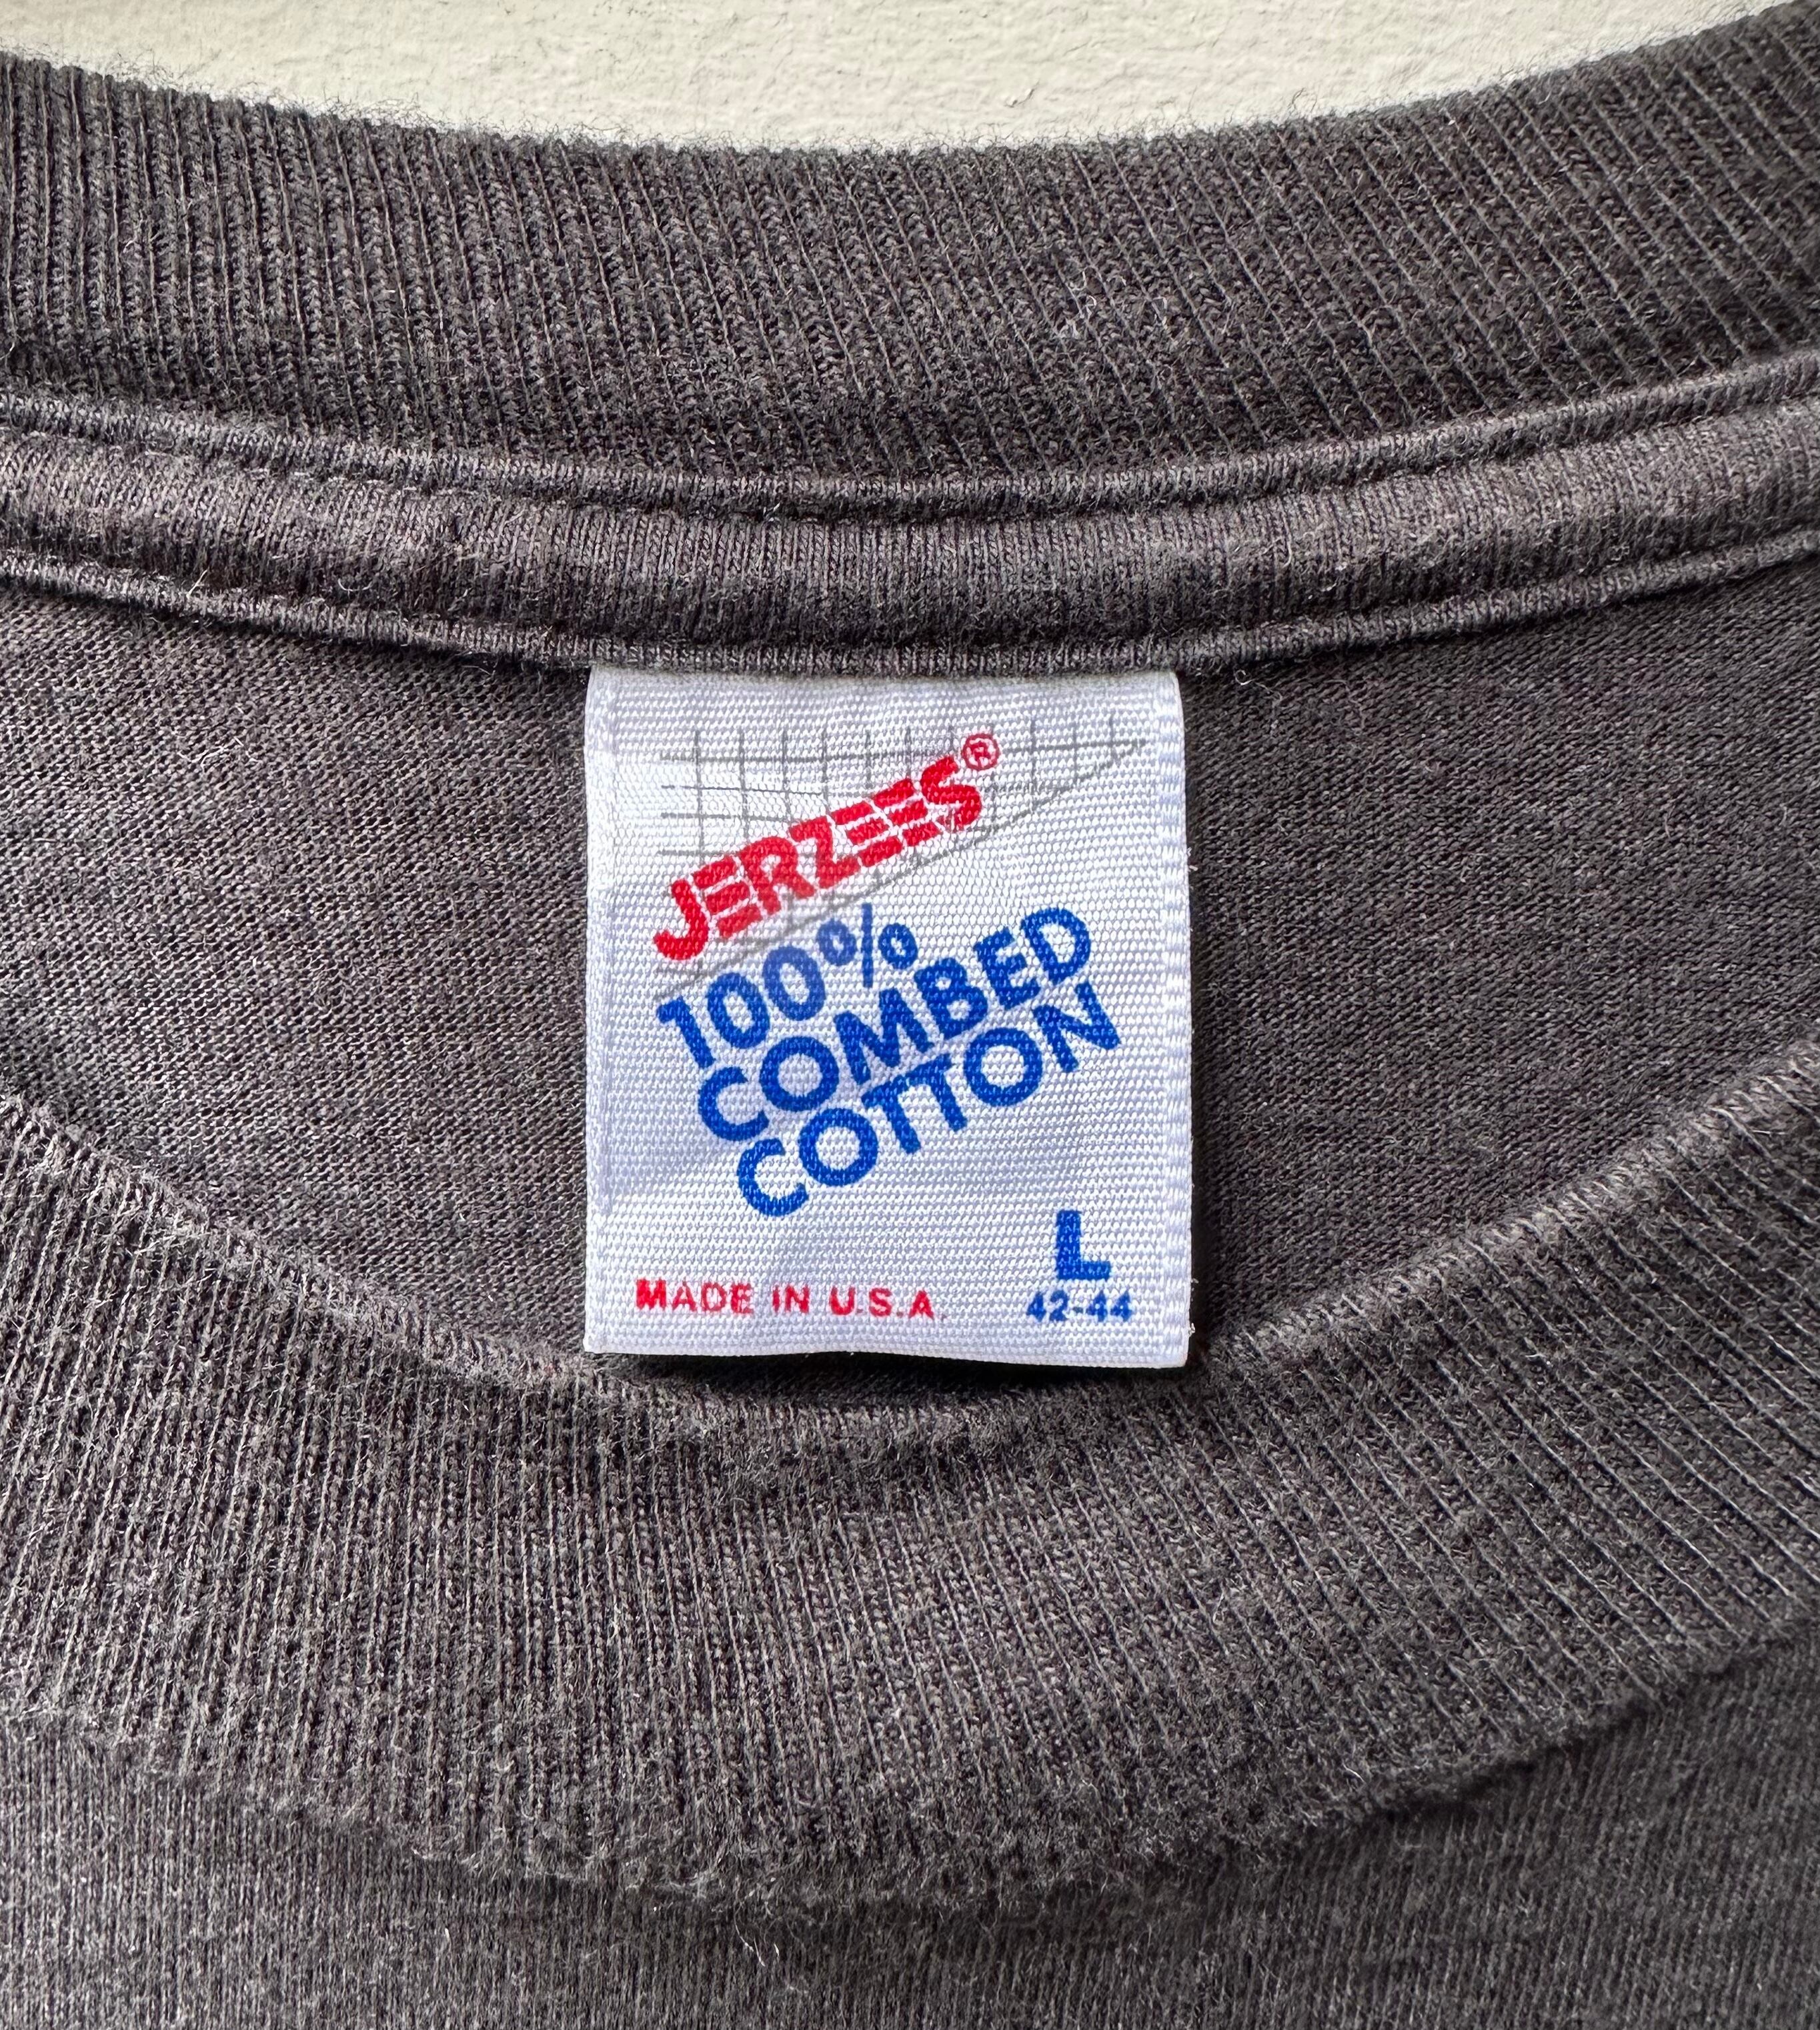 JERZEES®
100%
COMBED
COTTON
L
MADE IN U.S.A.
42-44